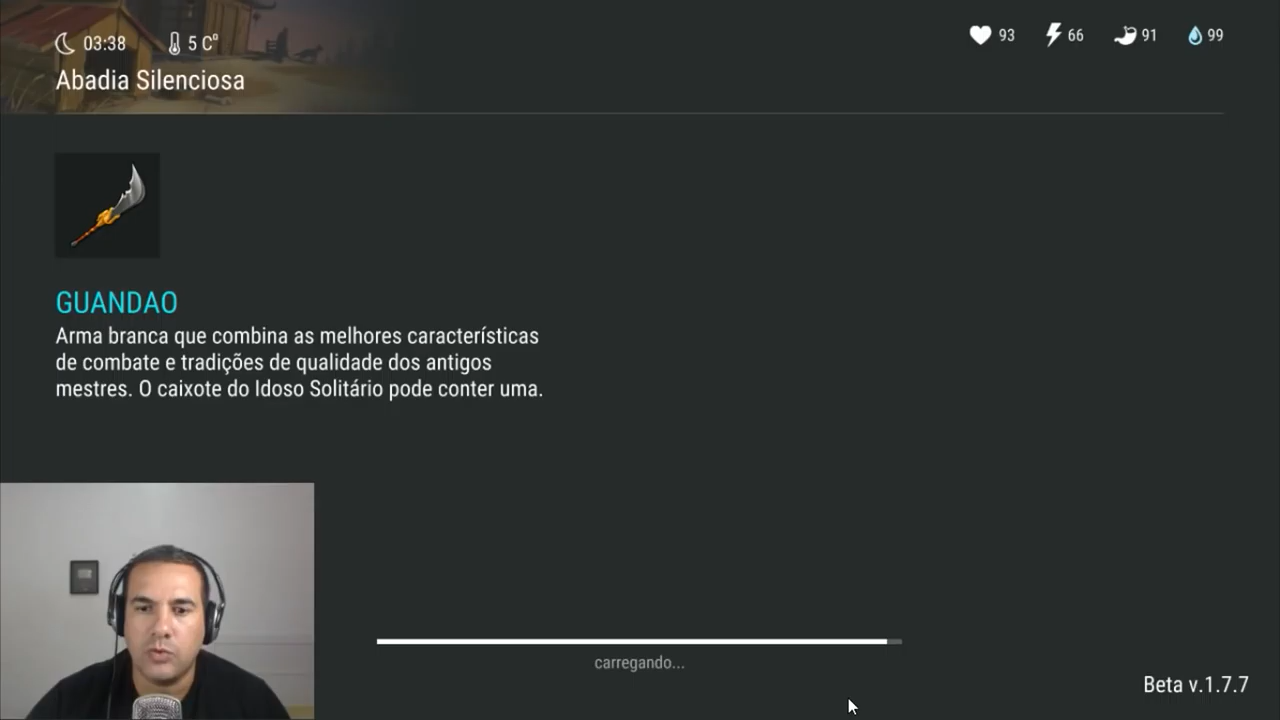 03:38 5 Cº
93 66 91 99
Abadia Silenciosa
GUANDAO
Arma branca que combina as melhores características
de combate e tradições de qualidade dos antigos
mestres. O caixote do Idoso Solitário pode conter uma.
carregando...
Beta v.1.7.7